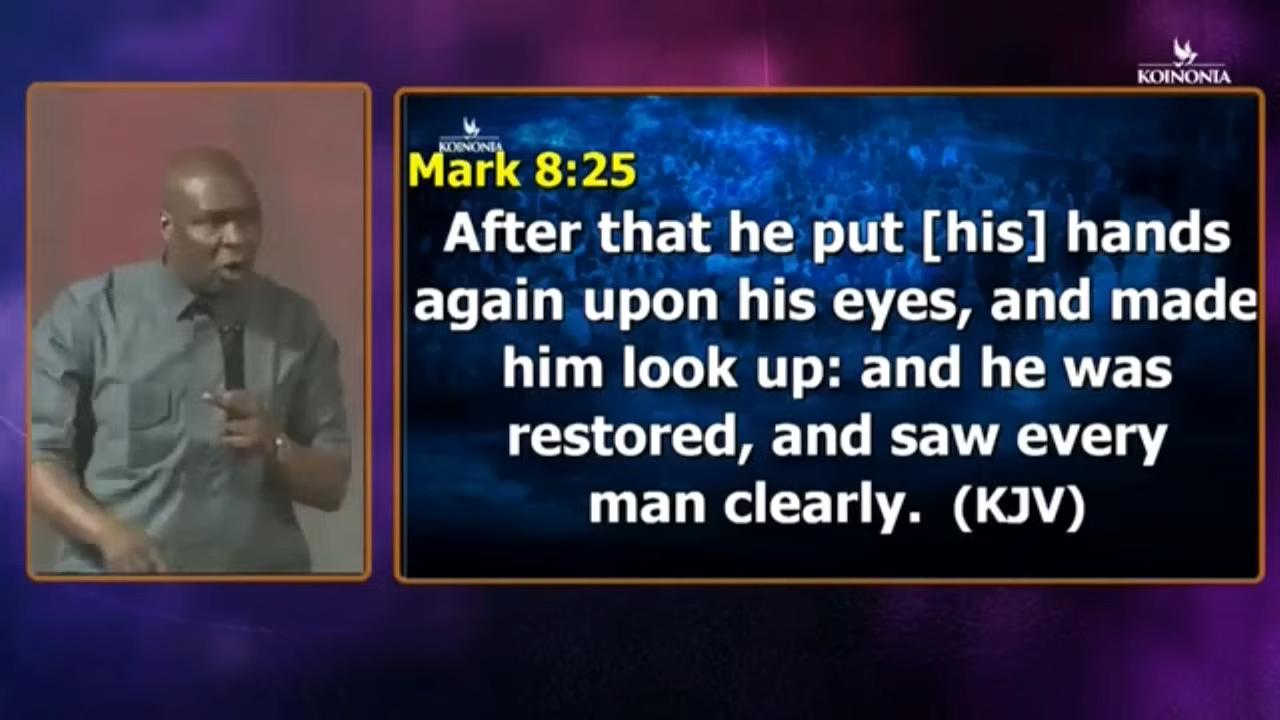 KOINONIA
KOINONIA
Mark 8:25
After that he put [his] hands
again upon his eyes, and made
him look up: and he was
restored, and saw every
man clearly. (KJV)